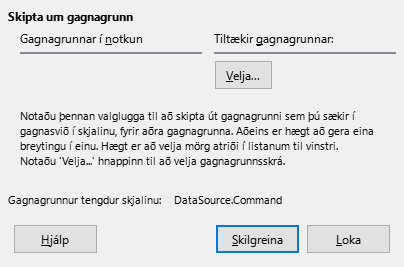 Skipta um gagnagrunn
Gagnagrunnar í notkun Tiltækir gagnagrunnar:
Velja...
Notaðu þennan valglugga til að skipta út gagnagrunni sem þú sækir í
gagnasvið í skjalinu, fyrir aðra gagnagrunna. Aðeins er hægt að gera eina
breytingu í einu. Hægt er að velja mörg atriði í listanum til vinstri.
Notaðu 'Velja...' hnappinn til að velja gagnagrunnsskrá.
Gagnagrunnur tengdur skjalinu: DataSource.Command
Hjálp Skilgreina Loka